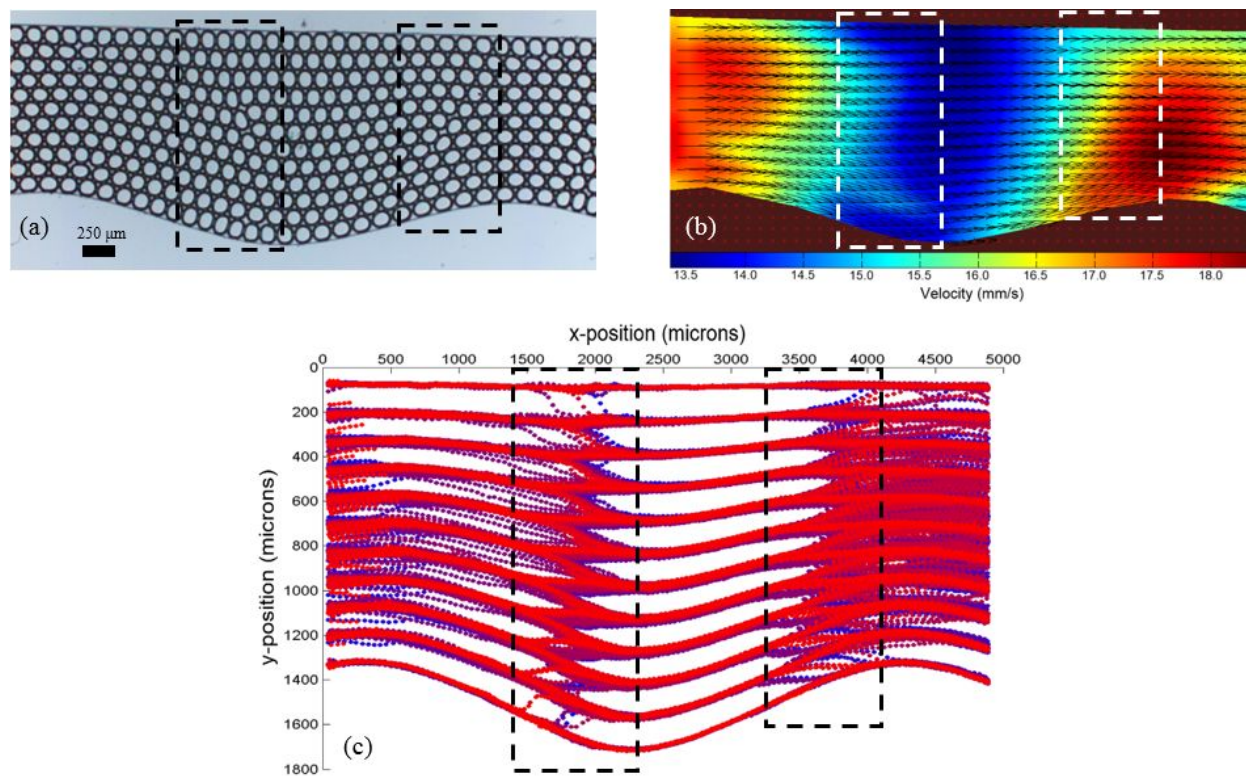 (a)
250 μm
(b)
13.5 14.0 14.5 15.0 15.5 16.0 16.5 17.0 17.5 18.0
Velocity (mm/s)
x-position (microns)
0 500 1000 1500 2000 2500 3000 3500 4000 4500 5000
y-position (microns)
0
200
400
600
800
1000
1200
1400
1600
1800
(c)